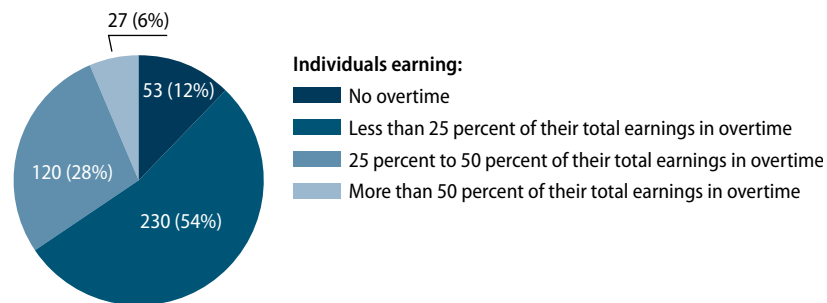 27 (6%)
53 (12%)
120 (28%)
230 (54%)
Individuals earning:
No overtime
Less than 25 percent of their total earnings in overtime
25 percent to 50 percent of their total earnings in overtime
More than 50 percent of their total earnings in overtime